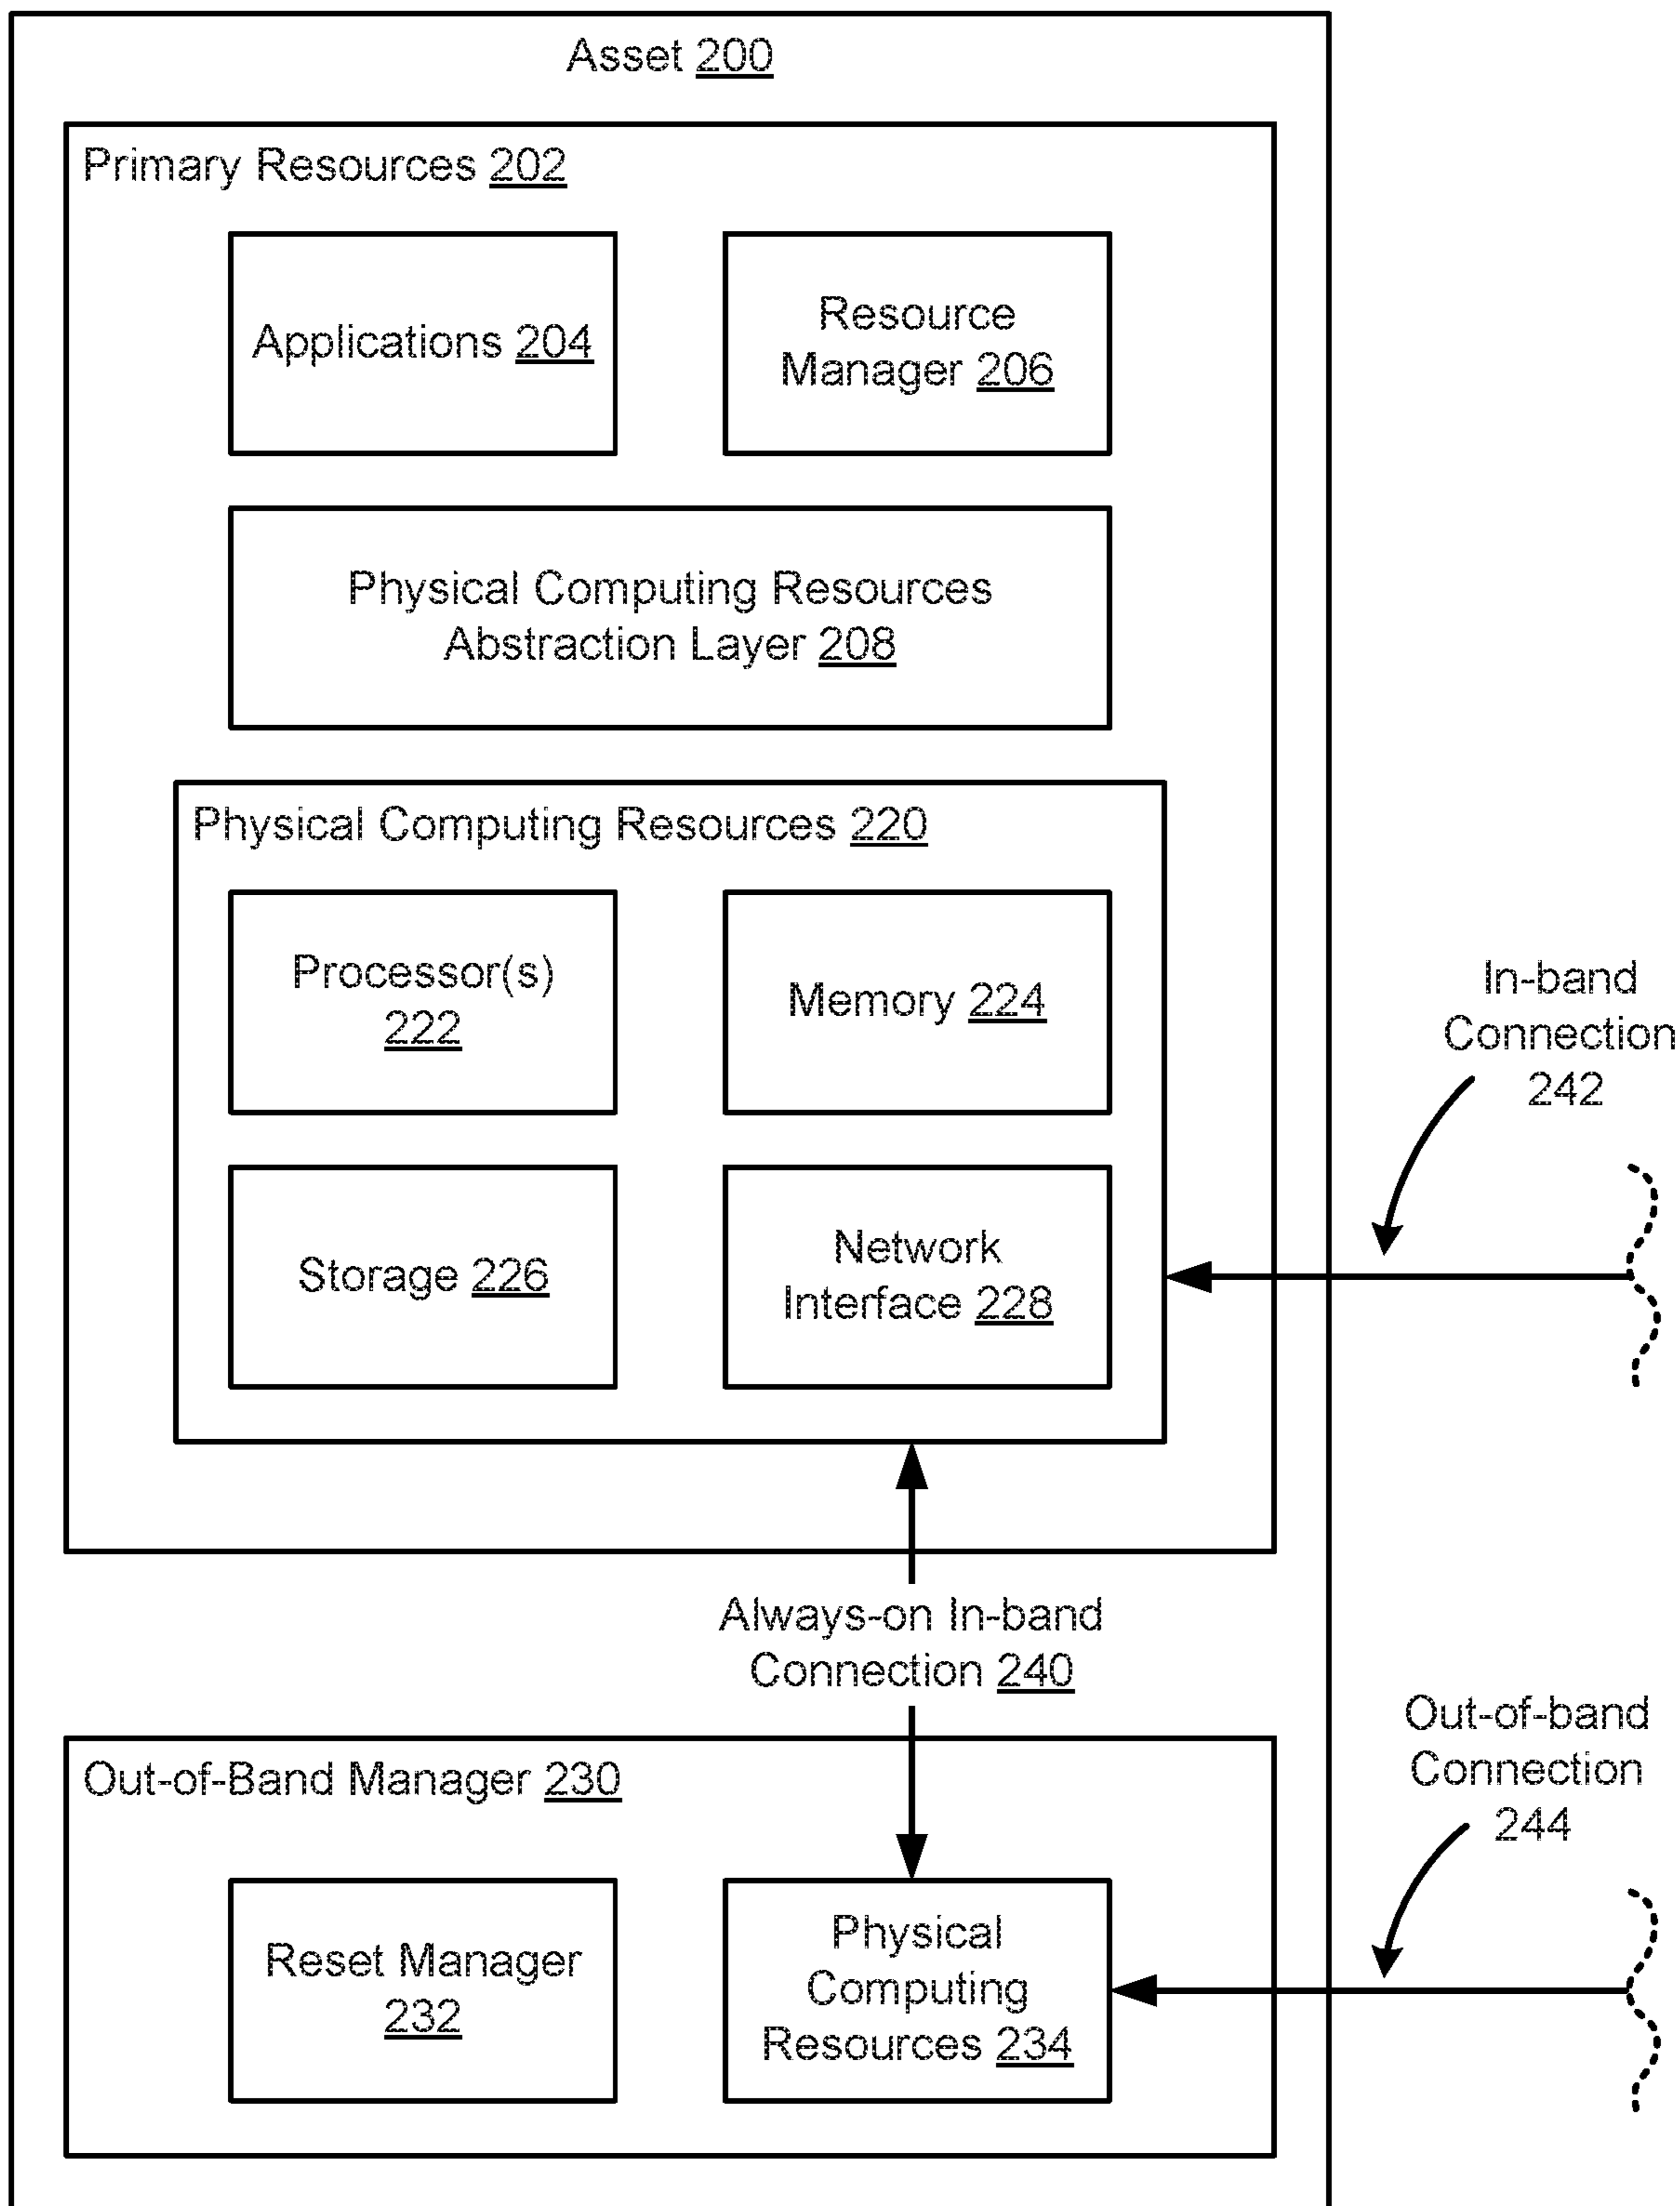 Asset 200
Primary Resources 202
Applications 204
Resource
Manager 206
Physical Computing Resources
Abstraction Layer 208
Physical Computing Resources 220
Processor(s)
222
Memory 224
Storage 226
Network
Interface 228
In-band
Connection
242
Always-on In-band
Connection 240
Out-of-Band Manager 230
Reset Manager
232
Physical
Computing
Resources 234
Out-of-band
Connection
244